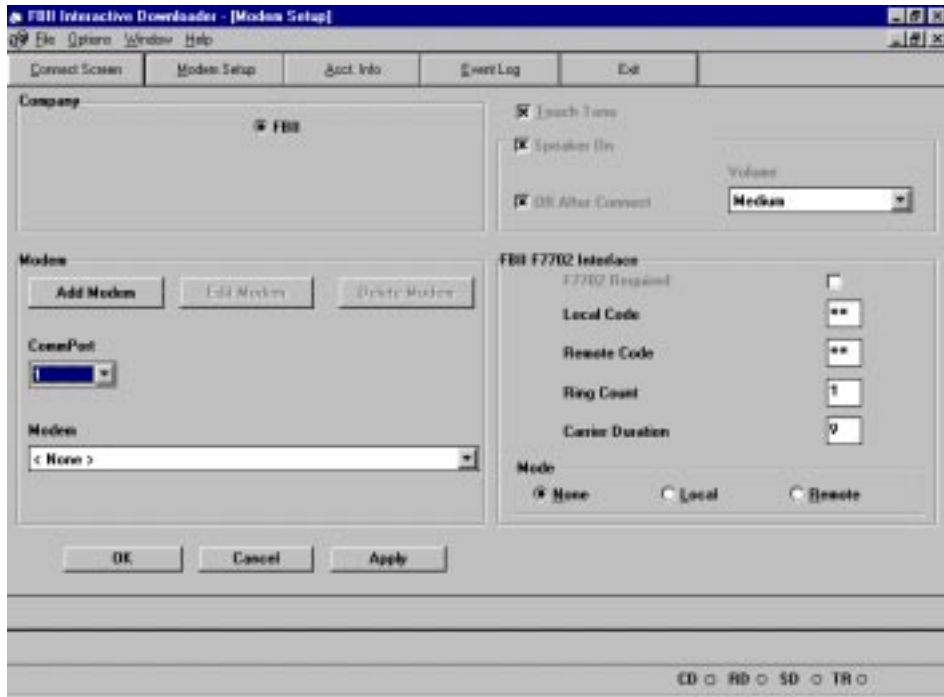 FBII Interactive Downloader - [Modem Setup]
File Options Window Help
Connect Screen Modem Setup Acct. Info Event Log Exit
Company
FBII
Touch Tone
Speaker On
Volume
Off After Connect
Medium
Modem
Add Modem Edit Modem Delete Modem
CommPort
1
Modem
< None >
FBII F7702 Interface
F7702 Required
Local Code **
Remote Code **
Ring Count 1
Carrier Duration 9
Mode
None Local Remote
OK Cancel Apply
CD RD SD TR